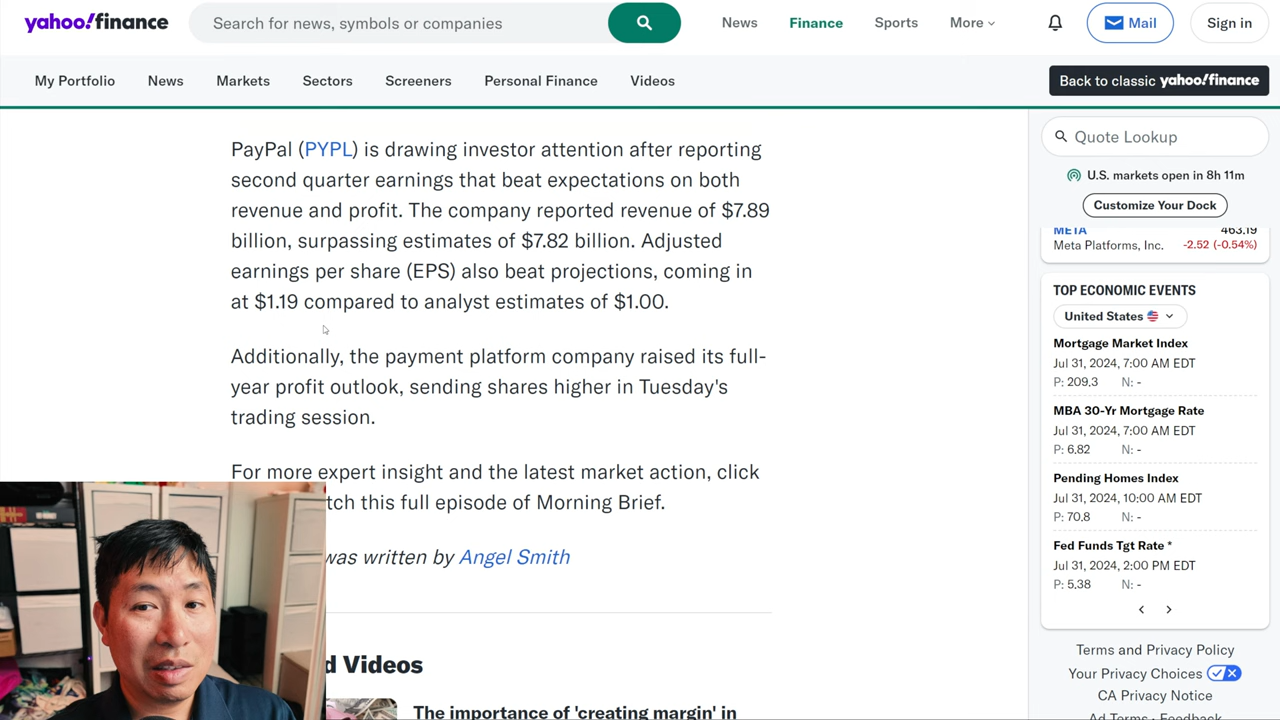 yahoo!finance
Search for news, symbols or companies
News
Finance
Sports
More
Mail
Sign in
My Portfolio
News
Markets
Sectors
Screeners
Personal Finance
Videos
Back to classic yahoo!finance
PayPal (PYPL) is drawing investor attention after reporting
second quarter earnings that beat expectations on both
revenue and profit. The company reported revenue of $7.89
billion, surpassing estimates of $7.82 billion. Adjusted
earnings per share (EPS) also beat projections, coming in
at $1.19 compared to analyst estimates of $1.00.
Additionally, the payment platform company raised its full-
year profit outlook, sending shares higher in Tuesday's
trading session.
For more expert insight and the latest market action, click
tch this full episode of Morning Brief.
was written by Angel Smith
d Videos
The importance of 'creating margin' in
Quote Lookup
U.S. markets open in 8h 11m
Customize Your Dock
META
463.19
Meta Platforms, Inc.
-2.52 (-0.54%)
TOP ECONOMIC EVENTS
United States
Mortgage Market Index
Jul 31, 2024, 7:00 AM EDT
P: 209.3 N: -
MBA 30-Yr Mortgage Rate
Jul 31, 2024, 7:00 AM EDT
P: 6.82 N: -
Pending Homes Index
Jul 31, 2024, 10:00 AM EDT
P: 70.8 N: -
Fed Funds Tgt Rate *
Jul 31, 2024, 2:00 PM EDT
P: 5.38 N: -
Terms and Privacy Policy
Your Privacy Choices
CA Privacy Notice
Ad Terms Feedback